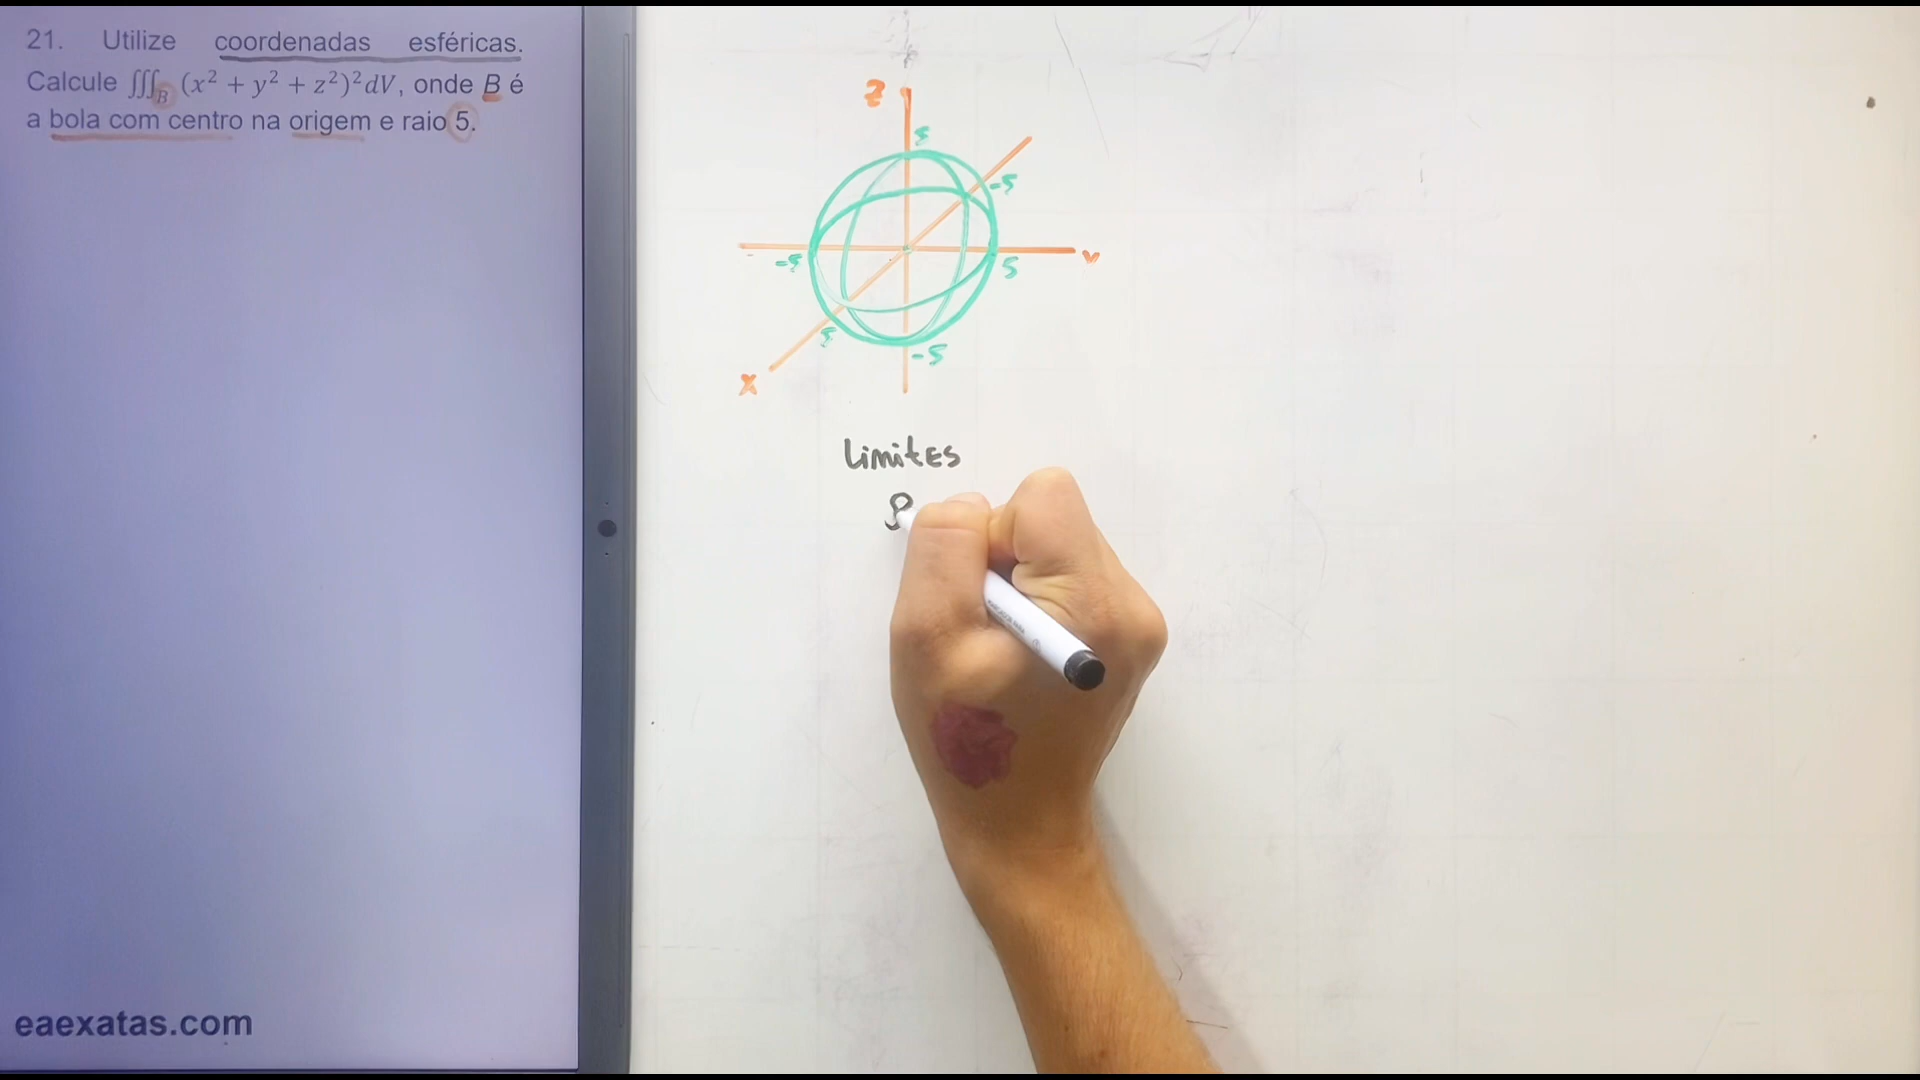 21. Utilize coordenadas esféricas.
Calcule ∭_B (x² + y² + z²)² dV, onde B é
a bola com centro na origem e raio 5.
eaexatas.com
z
5
-5
-5
5
y
5
-5
x
Limites
ρ